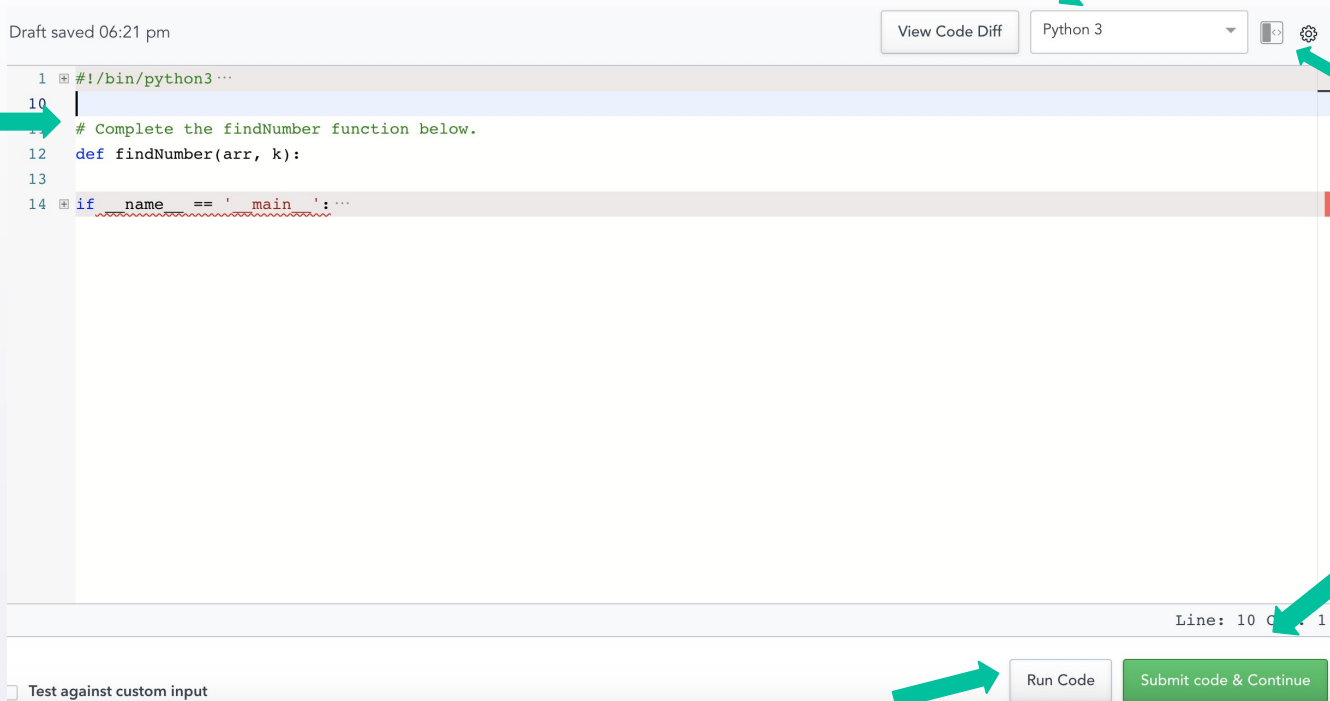 Draft saved 06:21 pm
View Code Diff
Python 3
1 #!/bin/python3 ...
10
# Complete the findNumber function below.
12 def findNumber(arr, k):
13
14 if __name__ == '__main__': ...
Line: 10 1
Test against custom input
Run Code
Submit code & Continue